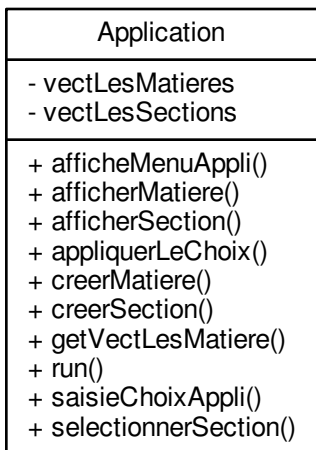 Application
- vectLesMatieres
- vectLesSections
+ afficheMenuAppli()
+ afficherMatiere()
+ afficherSection()
+ appliquerLeChoix()
+ creerMatiere()
+ creerSection()
+ getVectLesMatiere()
+ run()
+ saisieChoixAppli()
+ selectionnerSection()